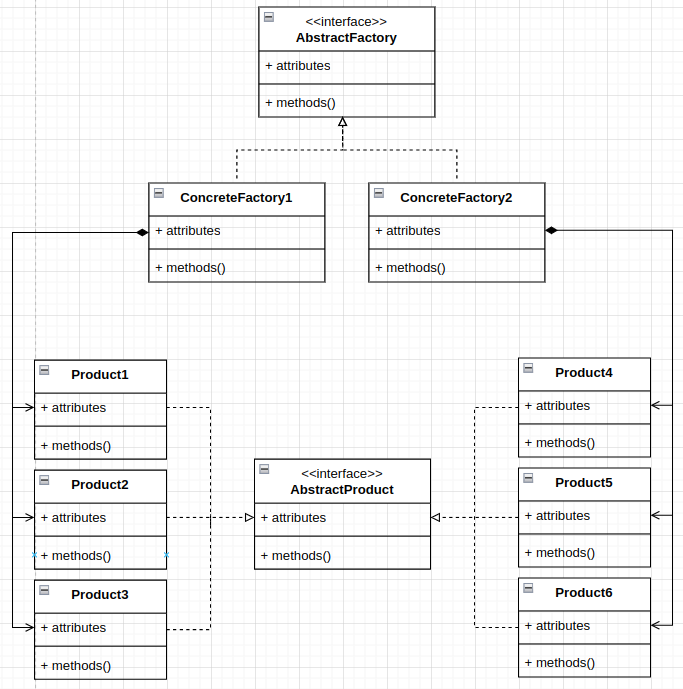 <<interface>>
AbstractFactory
+ attributes
+ methods()
ConcreteFactory1
+ attributes
+ methods()
ConcreteFactory2
+ attributes
+ methods()
Product1
+ attributes
+ methods()
Product2
+ attributes
+ methods()
Product3
+ attributes
+ methods()
<<interface>>
AbstractProduct
+ attributes
+ methods()
Product4
+ attributes
+ methods()
Product5
+ attributes
+ methods()
Product6
+ attributes
+ methods()